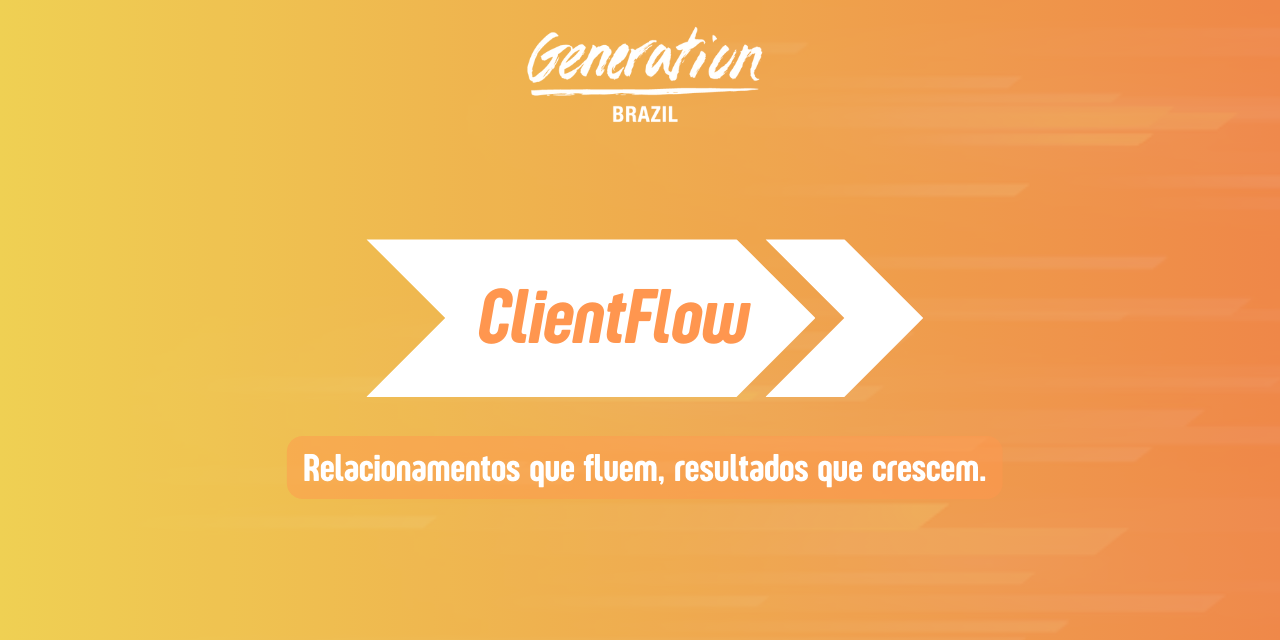 Generation
BRAZIL
ClientFlow
Relacionamentos que fluem, resultados que crescem.